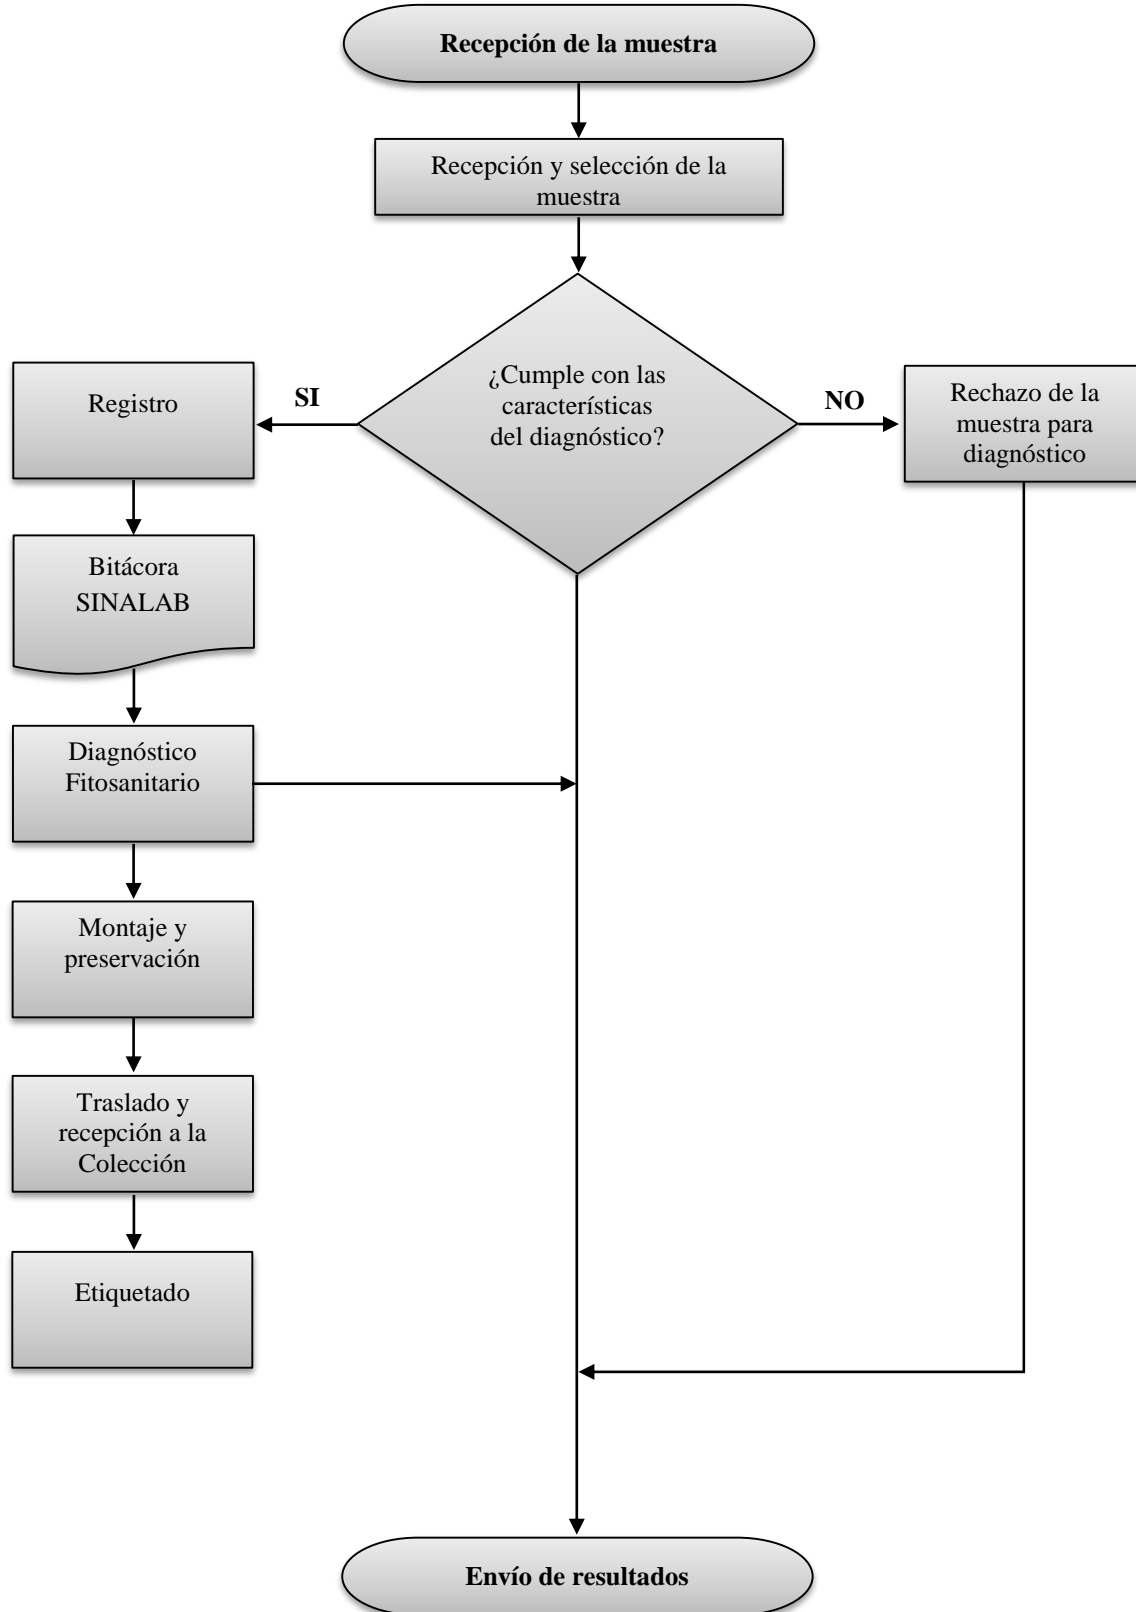 Recepción de la muestra
Recepción y selección de la
muestra
¿Cumple con las
características
del diagnóstico?
SI
NO
Registro
Rechazo de la
muestra para
diagnóstico
Bitácora
SINALAB
Diagnóstico
Fitosanitario
Montaje y
preservación
Traslado y
recepción a la
Colección
Etiquetado
Envío de resultados